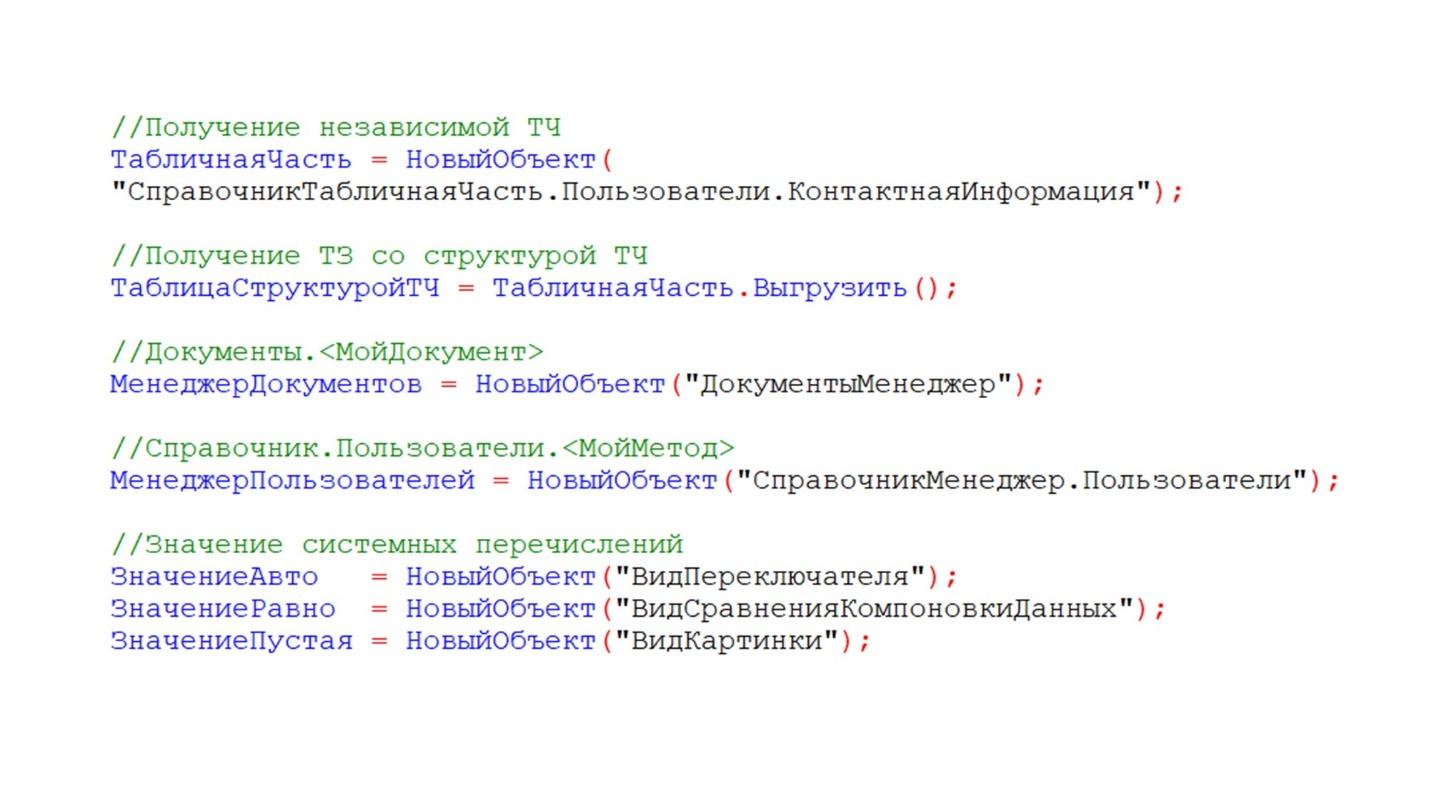 //Получение независимой ТЧ
ТабличнаяЧасть = НовыйОбъект(
"СправочникТабличнаяЧасть.Пользователи.КонтактнаяИнформация");
//Получение ТЗ со структурой ТЧ
ТаблицаСтруктуройТЧ = ТабличнаяЧасть.Выгрузить();
//Документы.<МойДокумент>
МенеджерДокументов = НовыйОбъект("ДокументыМенеджер");
//Справочник.Пользователи.<МойМетод>
МенеджерПользователей = НовыйОбъект("СправочникМенеджер.Пользователи");
//Значение системных перечислений
ЗначениеАвто   = НовыйОбъект("ВидПереключателя");
ЗначениеРавно  = НовыйОбъект("ВидСравненияКомпоновкиДанных");
ЗначениеПустая = НовыйОбъект("ВидКартинки");